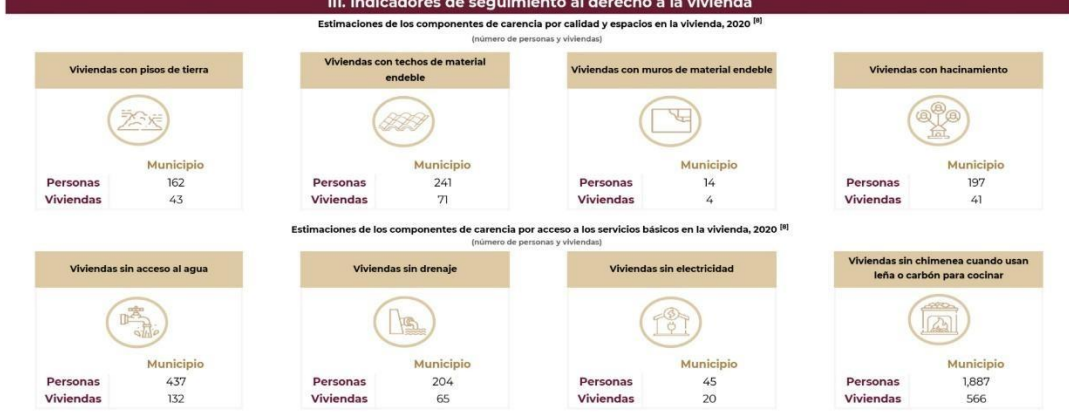 III. Indicadores de seguimiento al derecho a la vivienda
Estimaciones de los componentes de carencia por calidad y espacios en la vivienda, 2020 [8]
(número de personas y viviendas)
Viviendas con pisos de tierra
Municipio
Personas 162
Viviendas 43
Viviendas con techos de material
endeble
Municipio
Personas 241
Viviendas 71
Viviendas con muros de material endeble
Municipio
Personas 14
Viviendas 4
Viviendas con hacinamiento
Municipio
Personas 197
Viviendas 41
Estimaciones de los componentes de carencia por acceso a los servicios básicos en la vivienda, 2020 [8]
(número de personas y viviendas)
Viviendas sin acceso al agua
Municipio
Personas 437
Viviendas 132
Viviendas sin drenaje
Municipio
Personas 204
Viviendas 65
Viviendas sin electricidad
Municipio
Personas 45
Viviendas 20
Viviendas sin chimenea cuando usan
leña o carbón para cocinar
Municipio
Personas 1,887
Viviendas 566